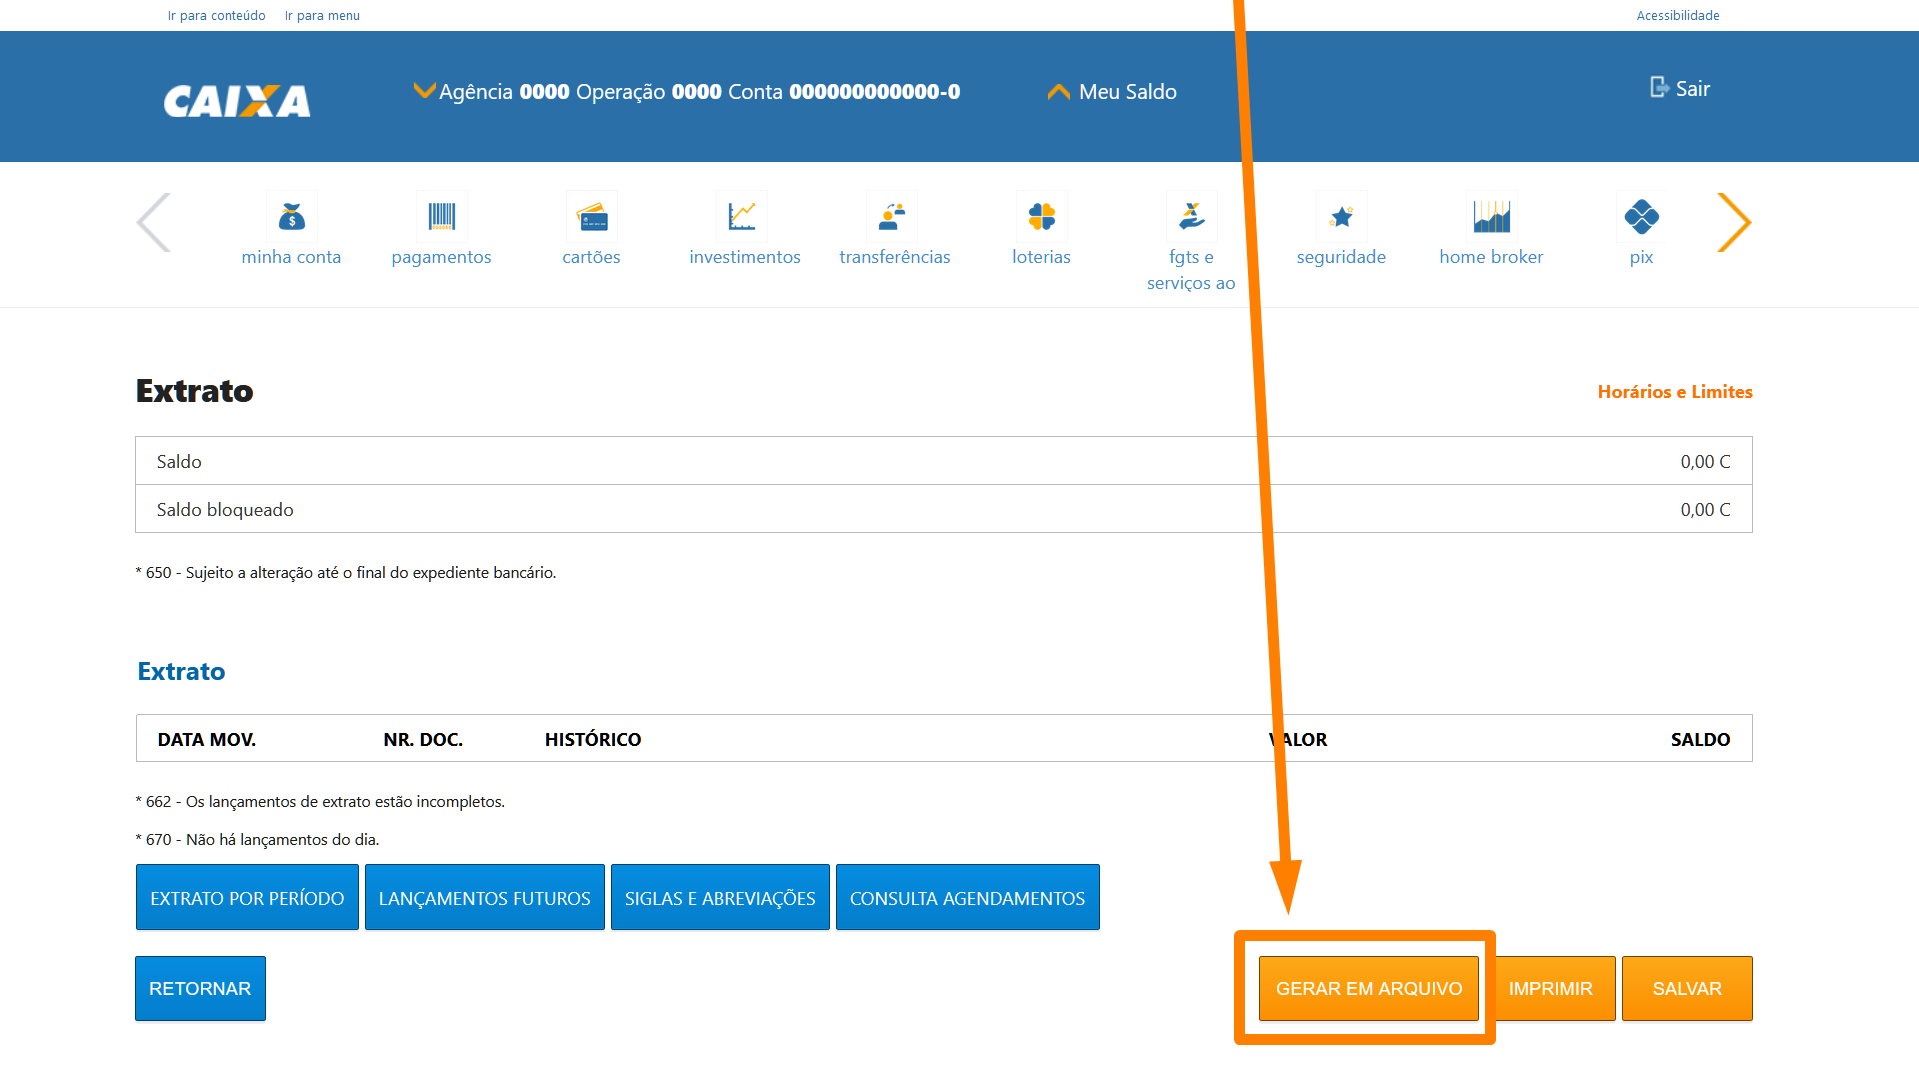 Ir para conteúdo Ir para menu Acessibilidade
CAIXA Agência 0000 Operação 0000 Conta 000000000000-0 Meu Saldo Sair
minha conta pagamentos cartões investimentos transferências loterias fgts e serviços ao seguridade home broker pix
Extrato Horários e Limites
Saldo 0,00 C
Saldo bloqueado 0,00 C
* 650 - Sujeito a alteração até o final do expediente bancário.
Extrato
DATA MOV. NR. DOC. HISTÓRICO VALOR SALDO
* 662 - Os lançamentos de extrato estão incompletos.
* 670 - Não há lançamentos do dia.
EXTRATO POR PERÍODO LANÇAMENTOS FUTUROS SIGLAS E ABREVIAÇÕES CONSULTA AGENDAMENTOS
RETORNAR GERAR EM ARQUIVO IMPRIMIR SALVAR